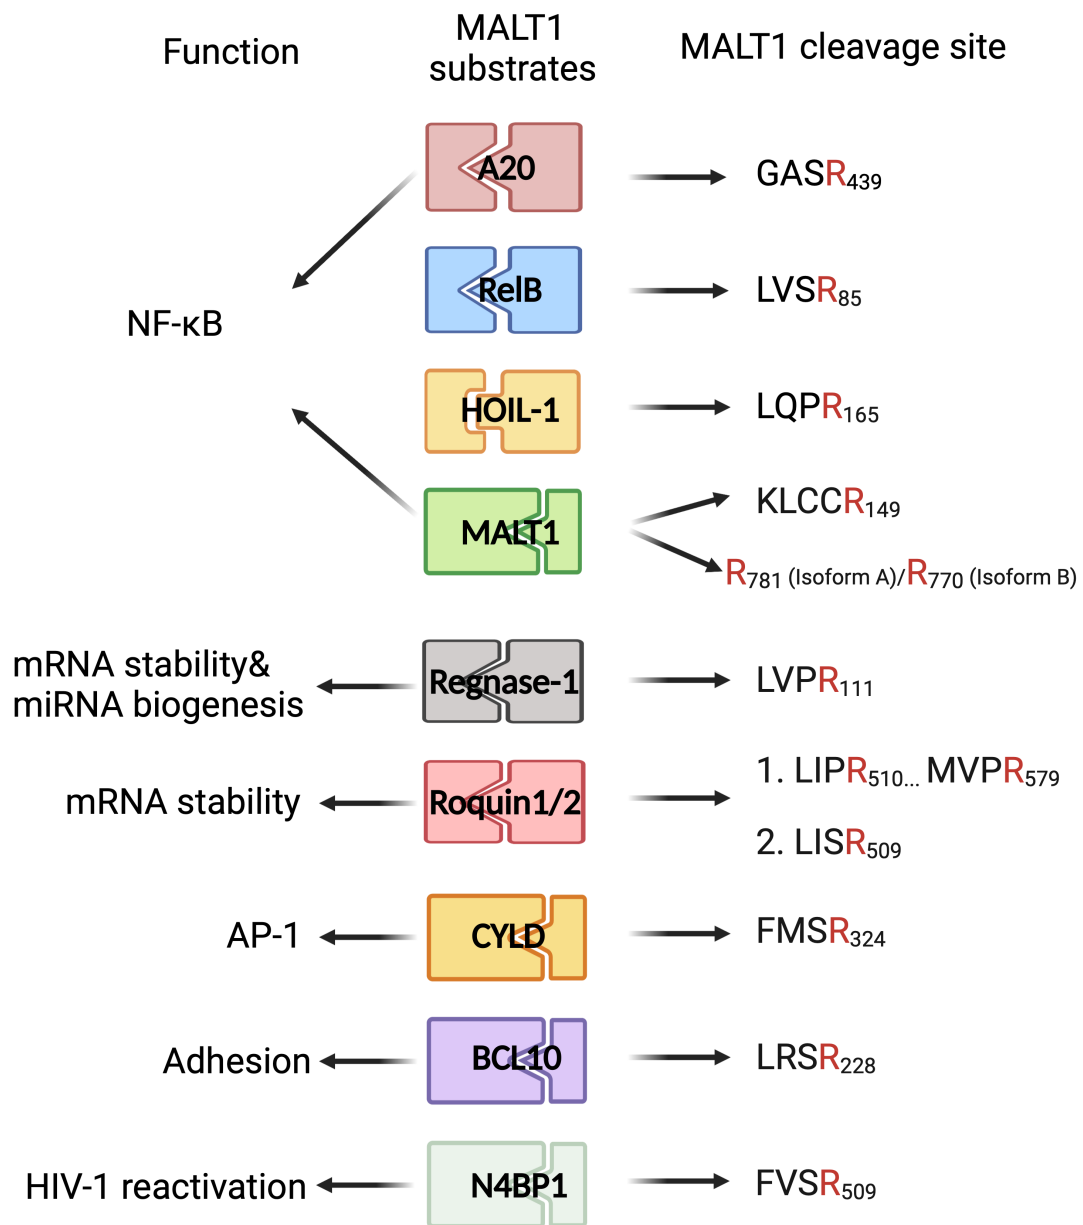 Function
MALT1
substrates
MALT1 cleavage site
A20
GASR439
RelB
LVSR85
NF-κB
HOIL-1
LQPR165
MALT1
KLCCR149
R781 (Isoform A)/R770 (Isoform B)
mRNA stability&
miRNA biogenesis
Regnase-1
LVPR111
mRNA stability
Roquin1/2
1. LIPR510... MVPR579
2. LISR509
AP-1
CYLD
FMSR324
Adhesion
BCL10
LRSR228
HIV-1 reactivation
N4BP1
FVSR509